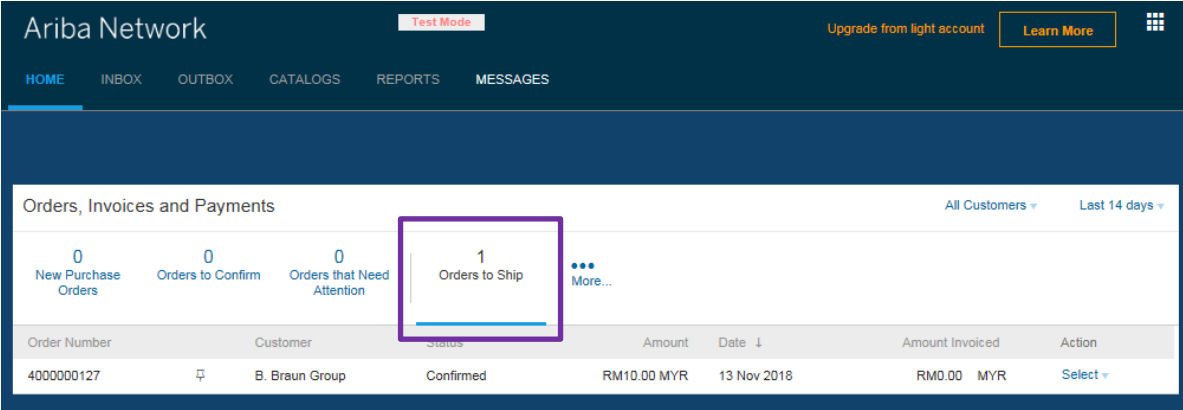 Ariba Network
Test Mode
Upgrade from light account
Learn More
HOME INBOX OUTBOX CATALOGS REPORTS MESSAGES
Orders, Invoices and Payments
All Customers
Last 14 days
0
New Purchase
Orders
0
Orders to Confirm
0
Orders that Need
Attention
1
Orders to Ship
More...
Order Number Customer Status Amount Date ↓ Amount Invoiced Action
4000000127 B. Braun Group Confirmed RM10.00 MYR 13 Nov 2018 RM0.00 MYR Select